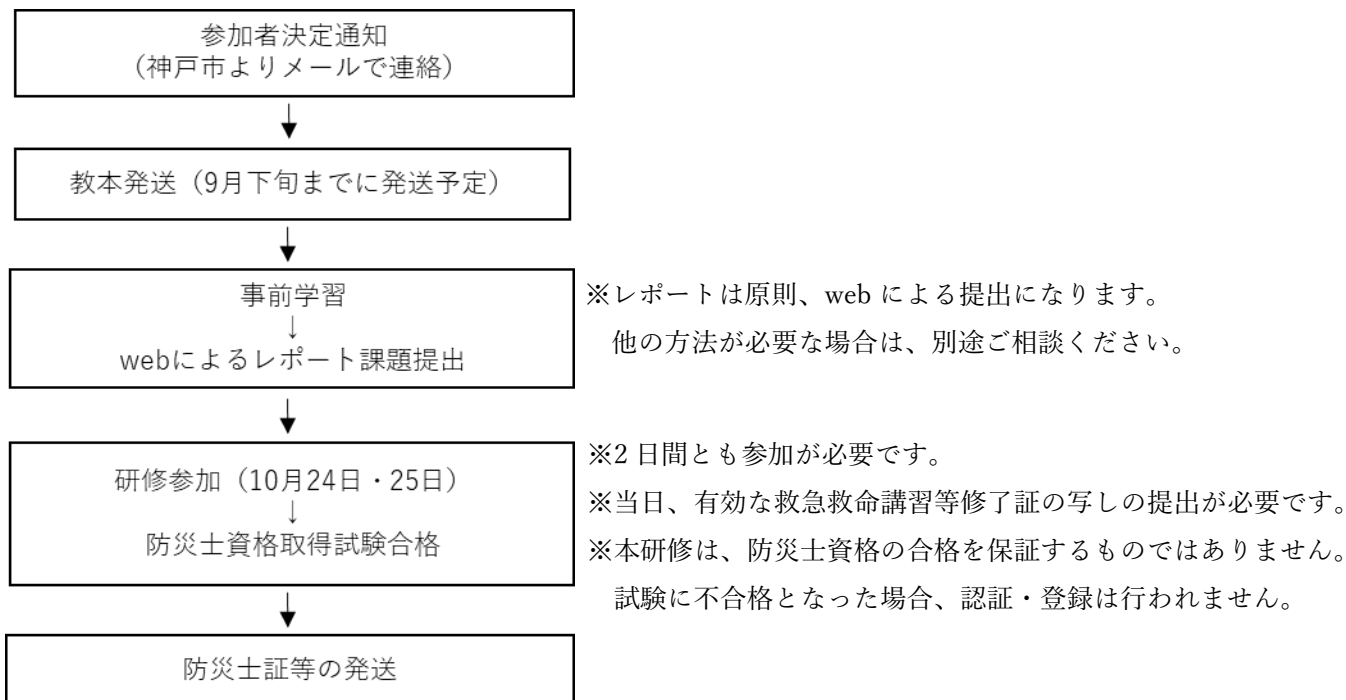 参加者決定通知
（神戸市よりメールで連絡）
↓
教本発送（9月下旬までに発送予定）
↓
事前学習
↓
webによるレポート課題提出
※レポートは原則、web による提出になります。
他の方法が必要な場合は、別途ご相談ください。
↓
研修参加（10月24日・25日）
↓
防災士資格取得試験合格
※2 日間とも参加が必要です。
※当日、有効な救急救命講習等修了証の写しの提出が必要です。
※本研修は、防災士資格の合格を保証するものではありません。
試験に不合格となった場合、認証・登録は行われません。
↓
防災士証等の発送